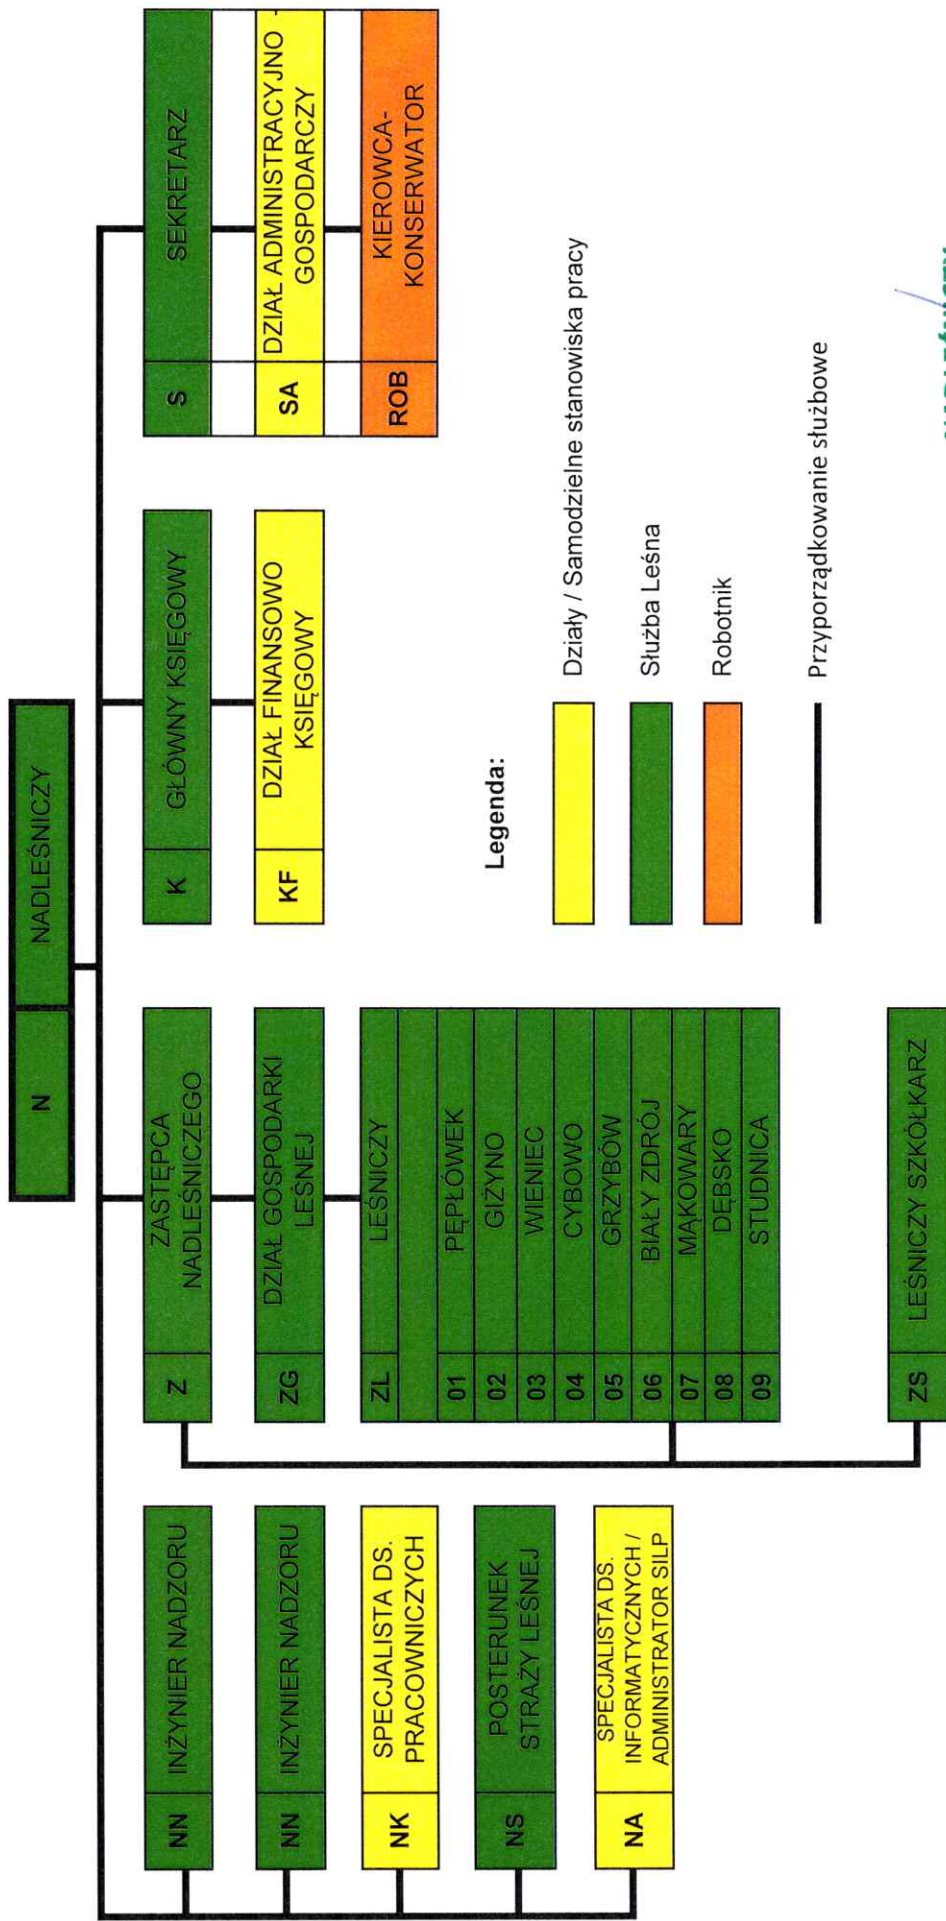 N NADLEŚNICZY
NN INŻYNIER NADZORU
NN INŻYNIER NADZORU
NK SPECJALISTA DS.
PRACOWNICZYCH
NS POSTERUNEK
STRAŻY LEŚNEJ
NA SPECJALISTA DS.
INFORMATYCZNYCH /
ADMINISTRATOR SILP
Z ZASTĘPCA
NADLEŚNICZEGO
ZG DZIAŁ GOSPODARKI
LEŚNEJ
ZL LEŚNICZY
01 PĘPŁÓWEK
02 GIŻYNO
03 WIENIEC
04 CYBOWO
05 GRZYBÓW
06 BIAŁY ZDRÓJ
07 MĄKOWARY
08 DĘBSKO
09 STUDNICA
ZS LEŚNICZY SZKÓŁKARZ
K GŁÓWNY KSIĘGOWY
KF DZIAŁ FINANSOWO
KSIĘGOWY
S SEKRETARZ
SA DZIAŁ ADMINISTRACYJNO -
GOSPODARCZY
ROB KIEROWCA-
KONSERWATOR
Legenda:
Działy / Samodzielne stanowiska pracy
Służba Leśna
Robotnik
Przyporządkowanie służbowe